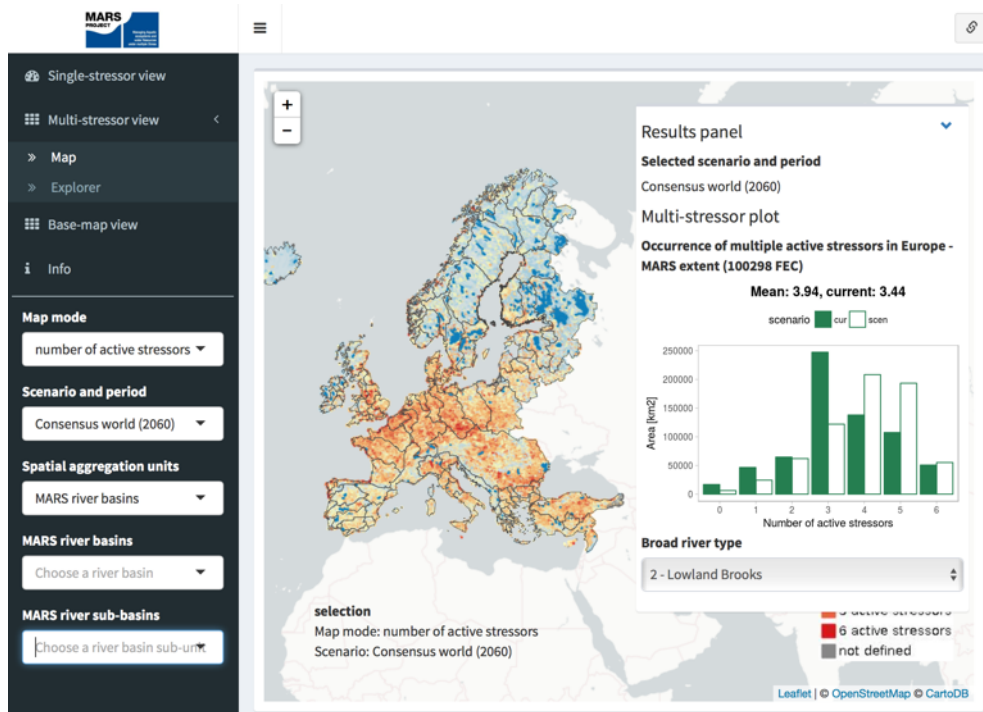 MARS
PROJECT
Single-stressor view
Multi-stressor view
Map
Explorer
Base-map view
Info
Map mode
number of active stressors
Scenario and period
Consensus world (2060)
Spatial aggregation units
MARS river basins
MARS river basins
Choose a river basin
MARS river sub-basins
Choose a river basin sub-unit
+
−
selection
Map mode: number of active stressors
Scenario: Consensus world (2060)
Results panel
Selected scenario and period
Consensus world (2060)
Multi-stressor plot
Occurrence of multiple active stressors in Europe -
MARS extent (100298 FEC)
Mean: 3.94, current: 3.44
scenario cur scen
Area [km2]
250000
200000
150000
100000
50000
0
0 1 2 3 4 5 6
Number of active stressors
Broad river type
2 - Lowland Brooks
5 active stressors
6 active stressors
not defined
Leaflet | © OpenStreetMap © CartoDB